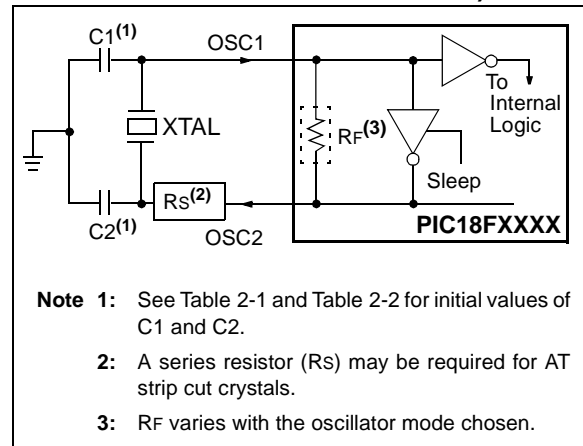 C1(1)
OSC1
To
Internal
Logic
XTAL
RF(3)
Sleep
RS(2)
C2(1)
OSC2
PIC18FXXXX
Note 1: See Table 2-1 and Table 2-2 for initial values of
C1 and C2.
2: A series resistor (RS) may be required for AT
strip cut crystals.
3: RF varies with the oscillator mode chosen.